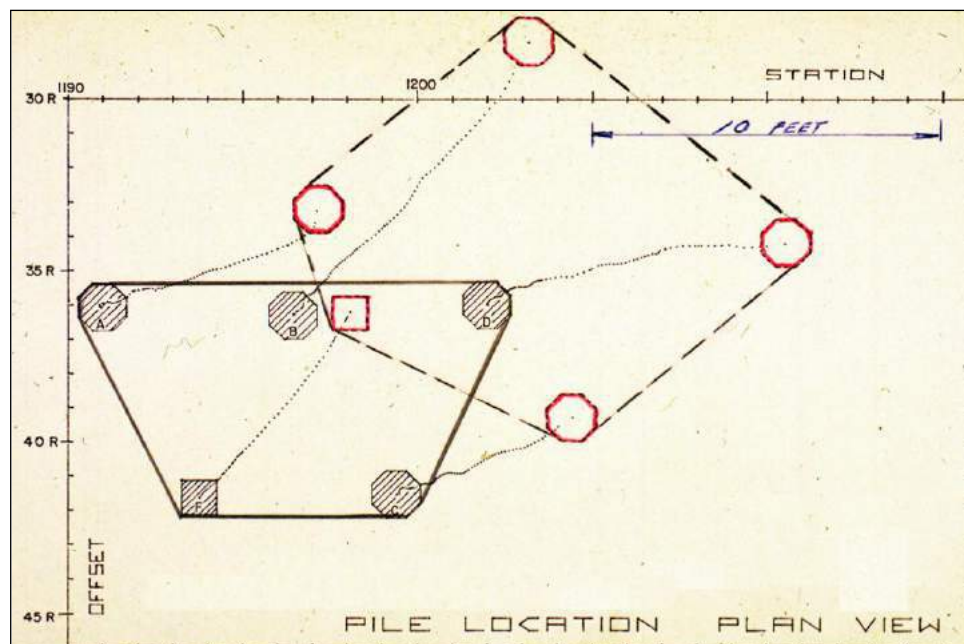 1190 1200 STATION
30 R
10 FEET
35 R
A B D
40 R
F C
45 R
OFFSET
PILE LOCATION PLAN VIEW